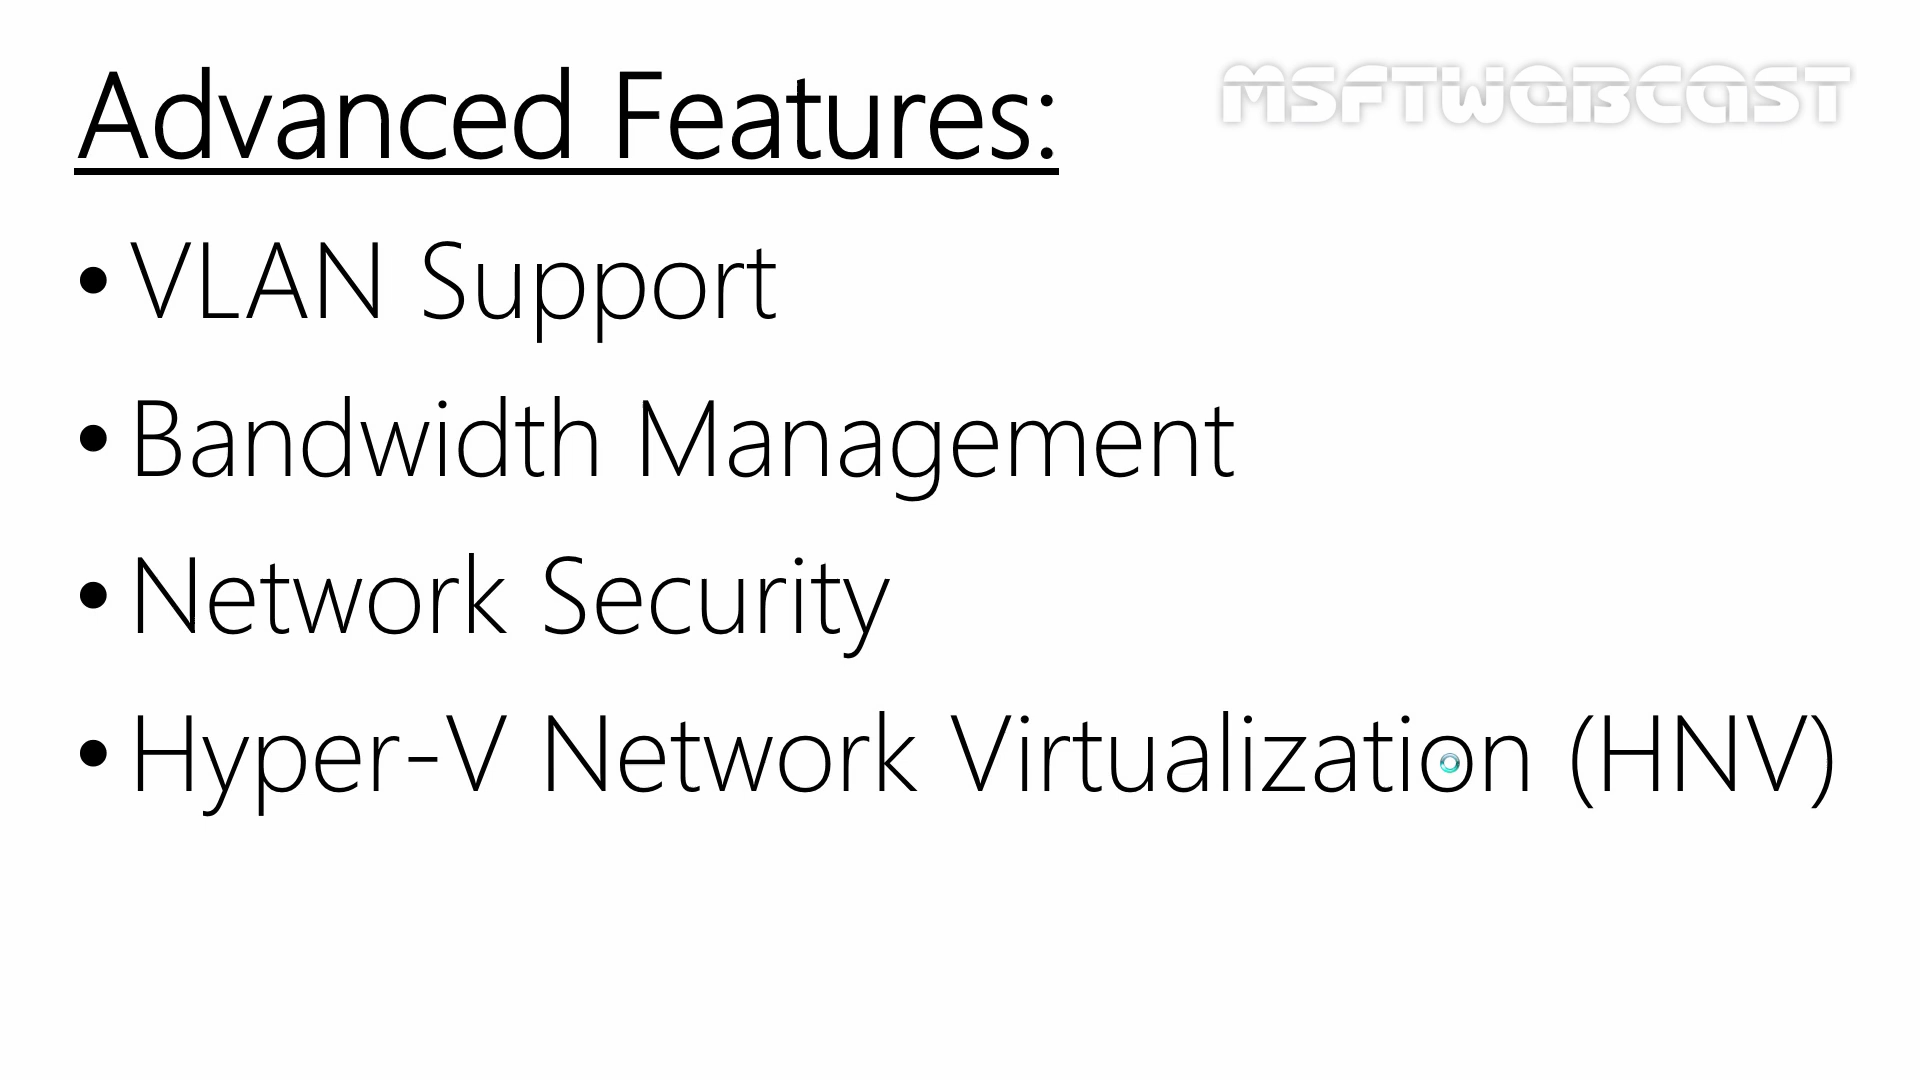 Advanced Features:
MSFTWEBCAST
• VLAN Support
• Bandwidth Management
• Network Security
• Hyper-V Network Virtualization (HNV)